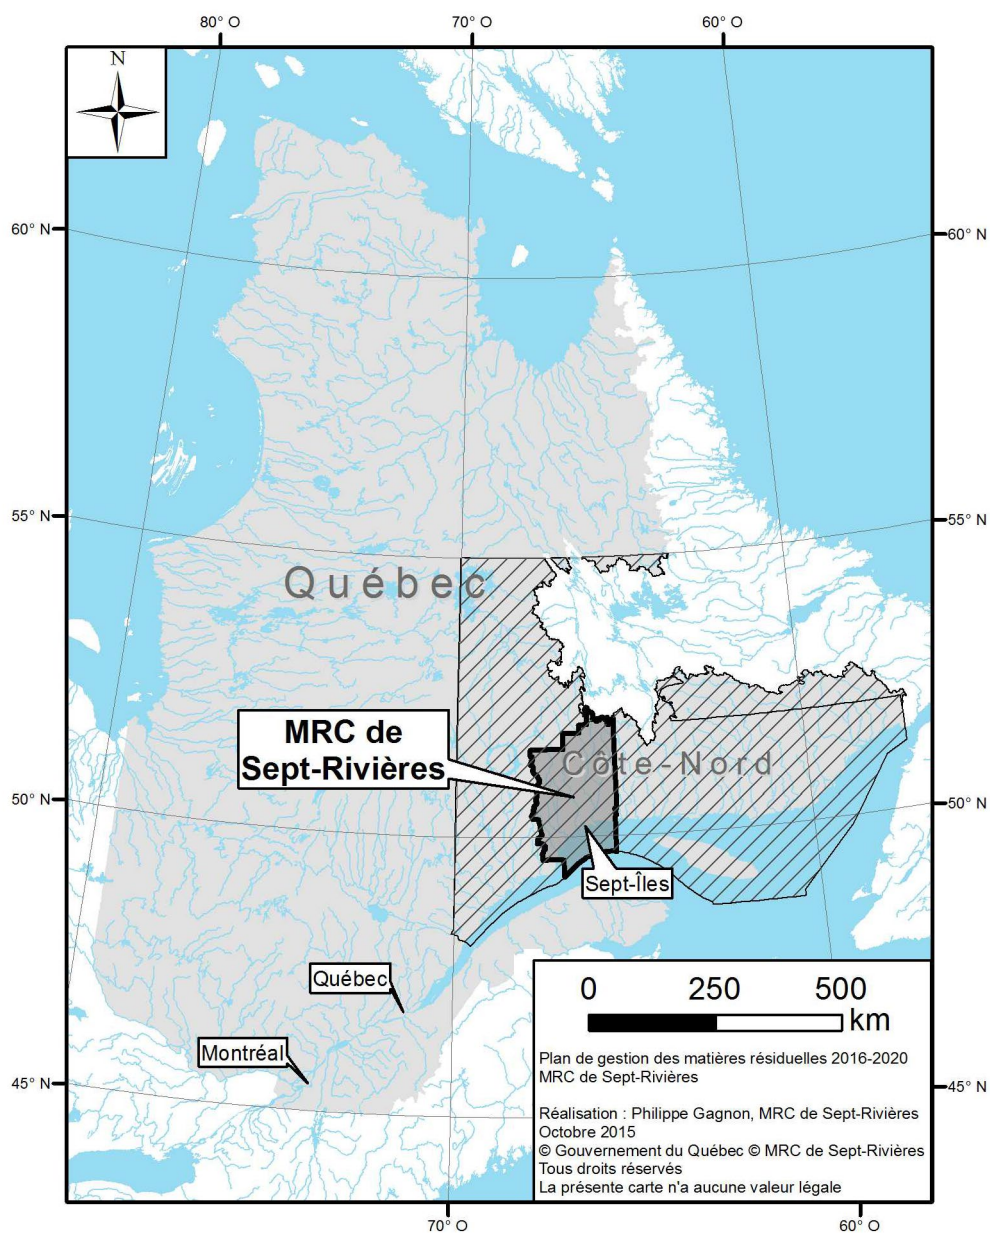 80° O
70° O
60° O
N
60° N
60° N
55° N
55° N
Québec
MRC de
Sept-Rivières
Côte-Nord
50° N
50° N
Sept-Îles
Québec
Montréal
0 250 500
km
Plan de gestion des matières résiduelles 2016-2020
MRC de Sept-Rivières
45° N
45° N
Réalisation : Philippe Gagnon, MRC de Sept-Rivières
Octobre 2015
© Gouvernement du Québec © MRC de Sept-Rivières
Tous droits réservés
La présente carte n'a aucune valeur légale
70° O
60° O